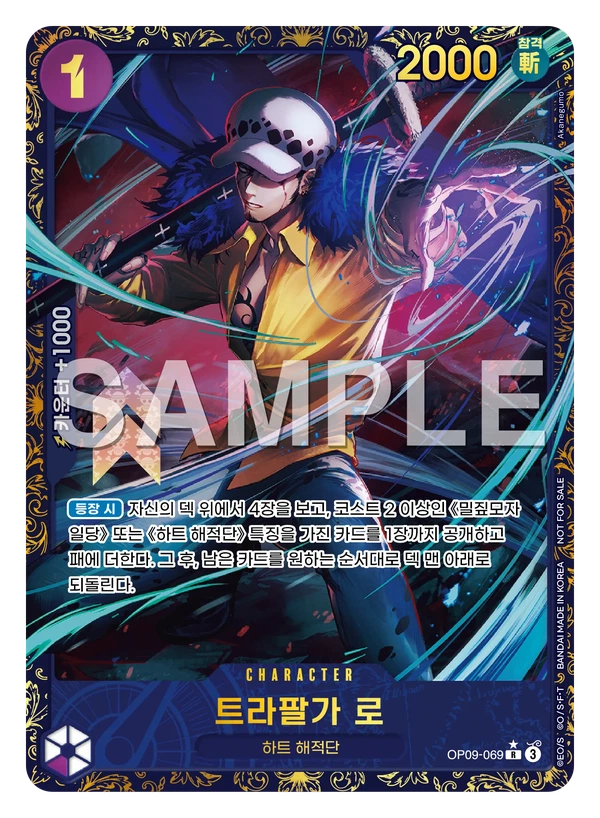 1
2000
참격
斬
Akanegumo
카운터 +1000
SAMPLE
등장 시 자신의 덱 위에서 4장을 보고, 코스트 2 이상인 《밀짚모자
일당》 또는 《하트 해적단》 특징을 가진 카드를 1장까지 공개하고
패에 더한다. 그 후, 남은 카드를 원하는 순서대로 덱 맨 아래로
되돌린다.
CHARACTER
트라팔가 로
하트 해적단
OP09-069 R 3
©EO/S ©O/S·F·T BANDAI MADE IN KOREA NOT FOR SALE